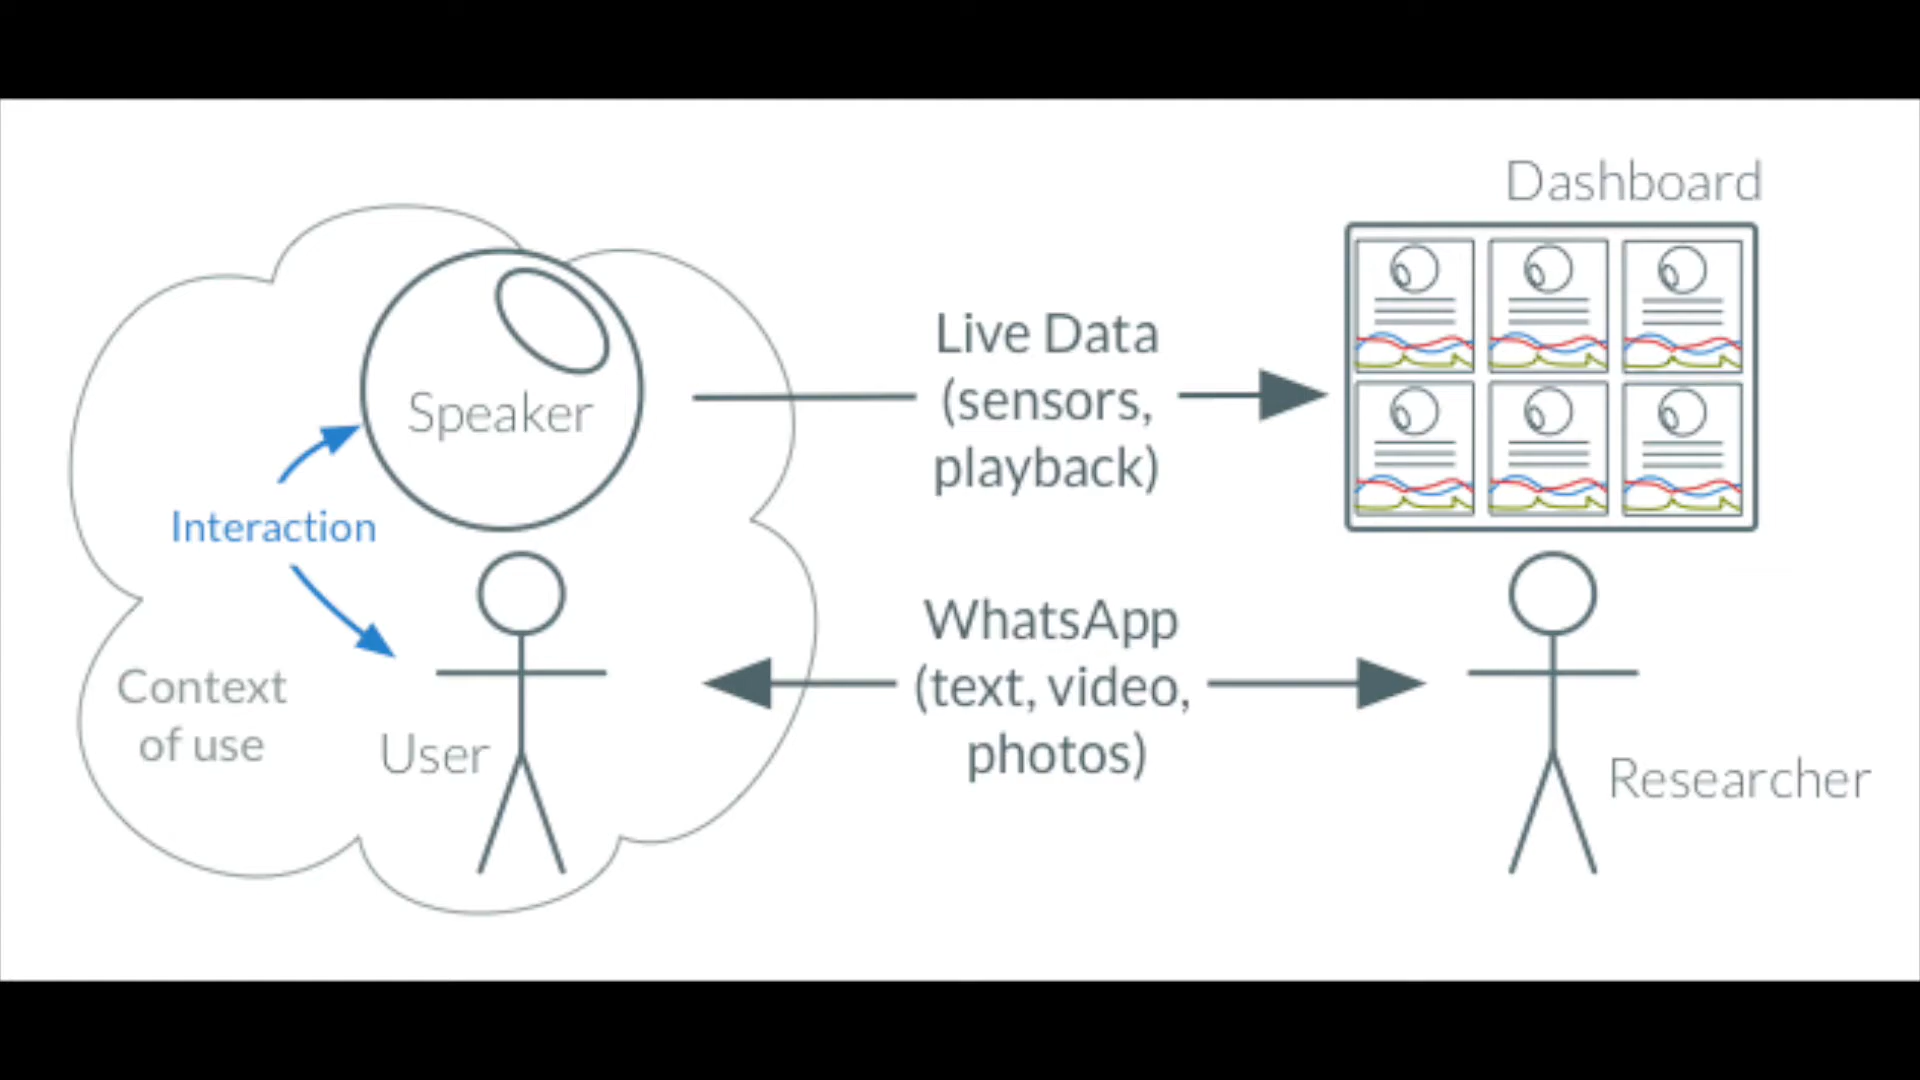 Dashboard
Live Data
(sensors,
playback)
Speaker
Interaction
WhatsApp
(text, video,
photos)
Context
of use
User
Researcher